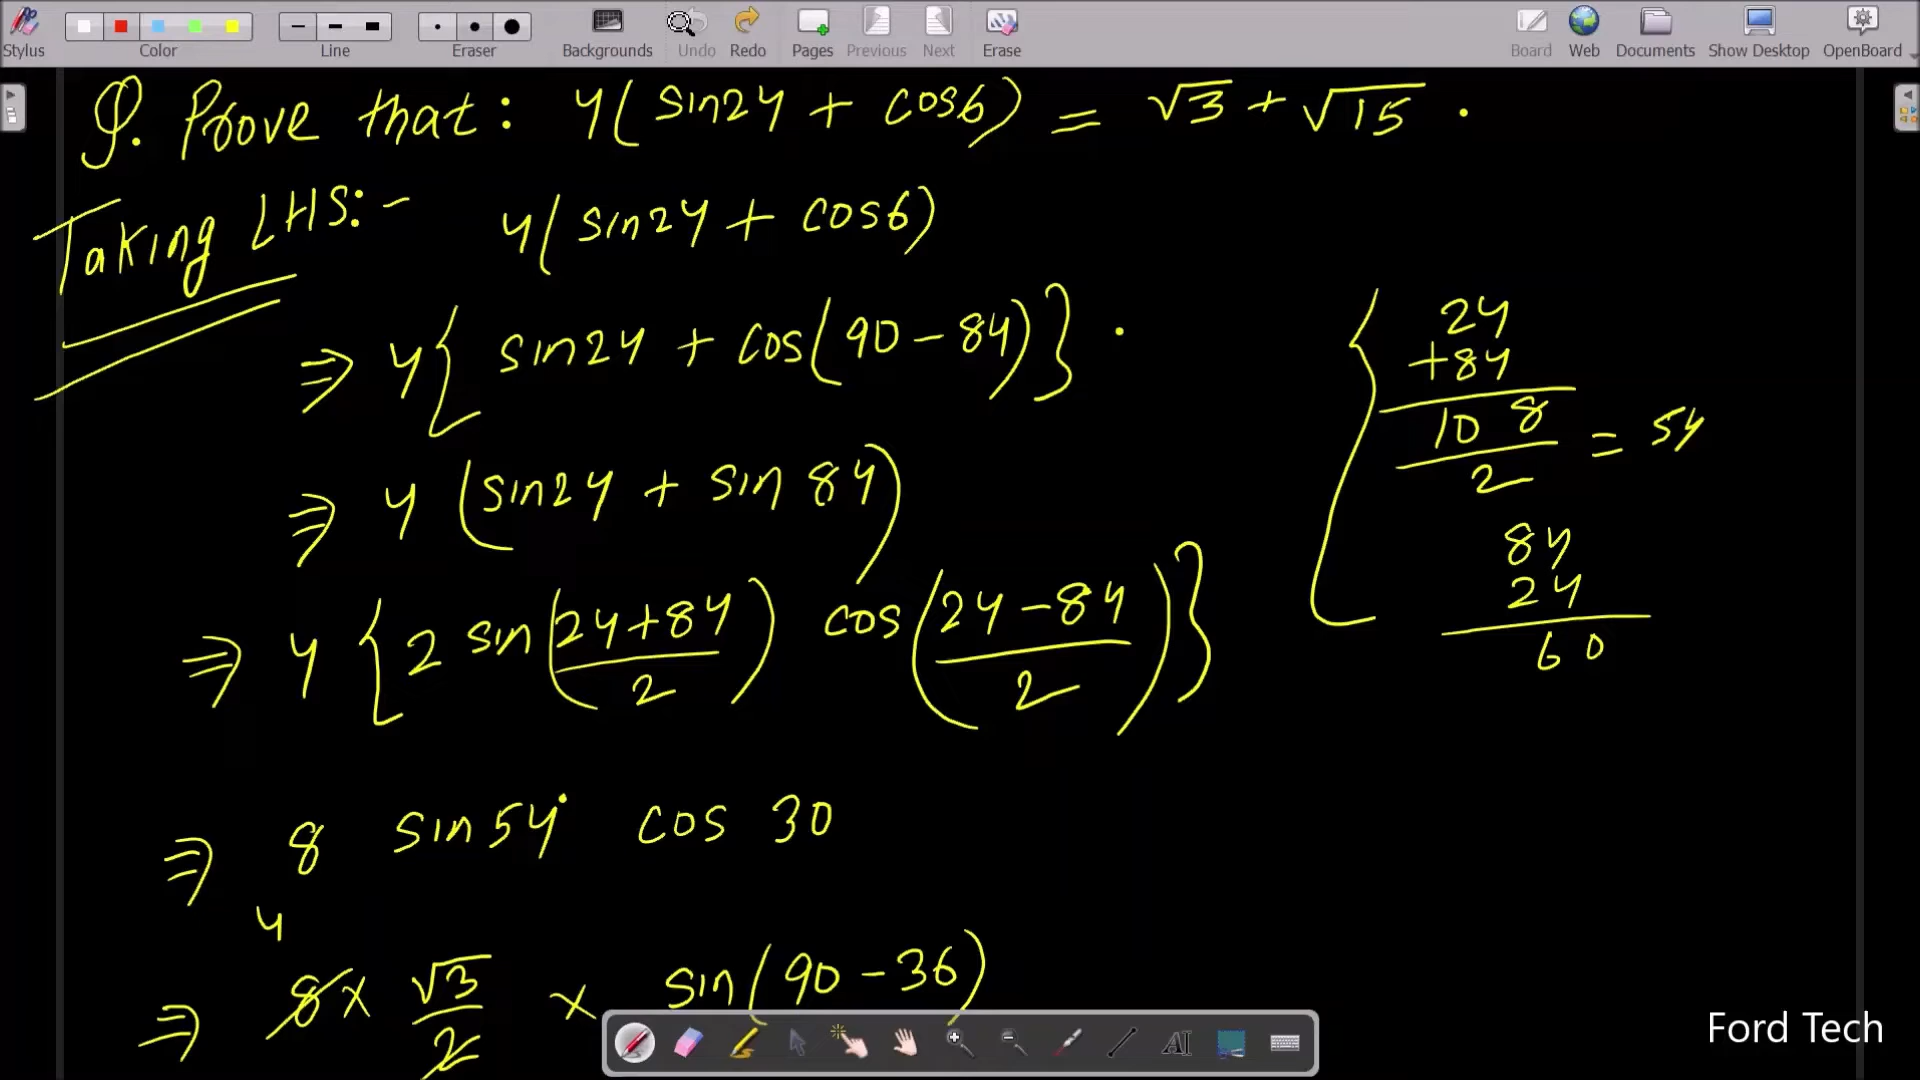 Stylus Color Line Eraser Backgrounds Undo Redo Pages Previous Next Erase Board Web Documents Show Desktop OpenBoard
Q. Prove that: 4(sin24 + cos6) = √3 + √15 .
Taking LHS:- 4(sin24 + cos6)
⇒ 4{ sin24 + cos(90-84)} .
⇒ 4 (sin24 + sin 84)
⇒ 4 {2 sin(24+84/2) cos(24-84/2)}
⇒ 8 sin54° cos 30
4
⇒ 8 × √3/2 × sin(90-36)
24
+84
108/2 = 54
84
24
60
AI
Ford Tech